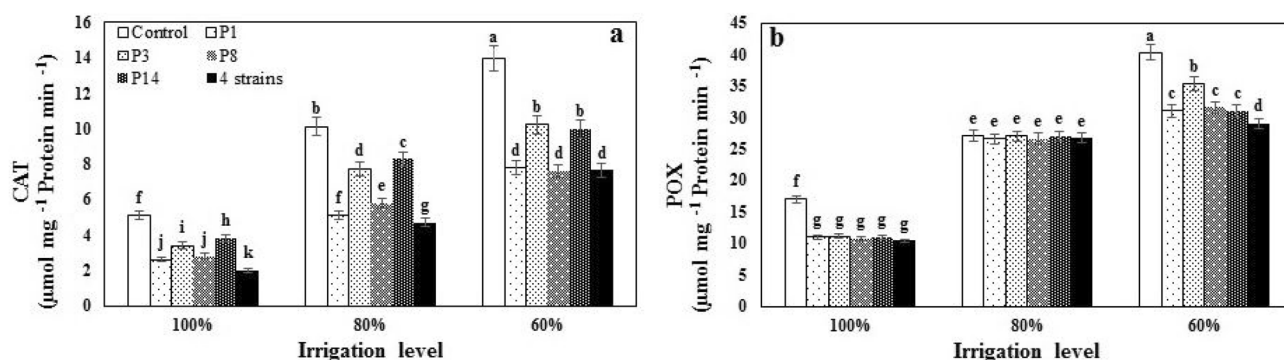 16
14
12
10
8
6
4
2
0
CAT
(µmol mg -1 Protein min -1)
Control P1
P3 P8
P14 4 strains
a
f j i j h k
b f d e c g
a d b d b d
100% 80% 60%
Irrigation level
45
40
35
30
25
20
15
10
5
0
POX
(µmol mg -1 Protein min -1)
b
f g g g g g
e e e e e e
a c b c c d
100% 80% 60%
Irrigation level